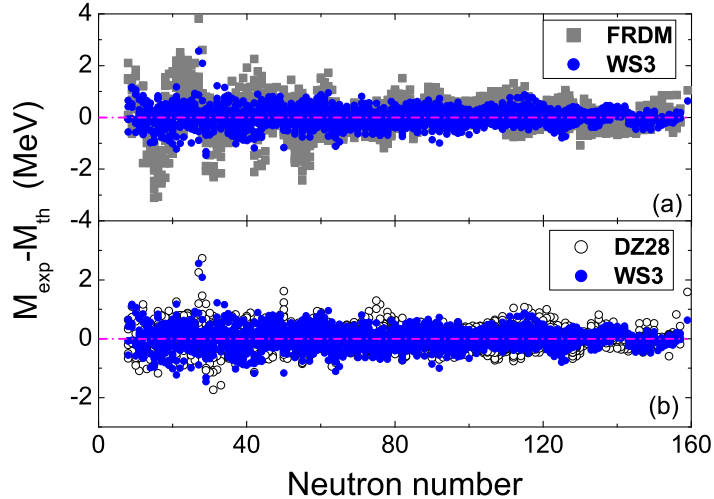 4
2
0
-2
-4
FRDM
WS3
(a)
M_exp-M_th (MeV)
2
0
-2
DZ28
WS3
(b)
0 40 80 120 160
Neutron number